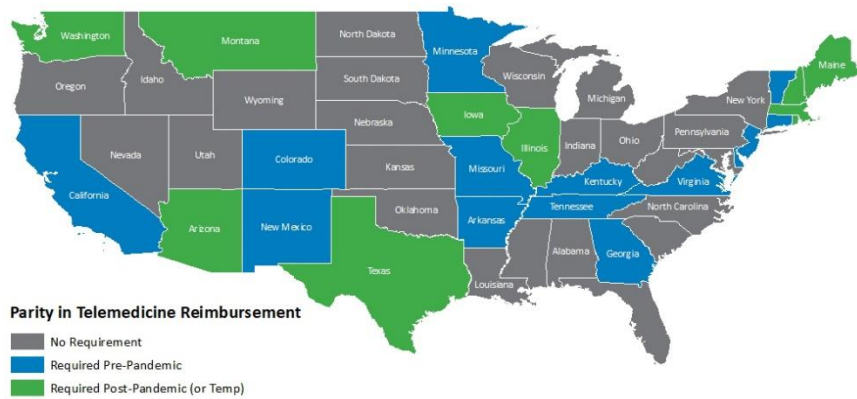 Washington
Montana
North Dakota
Minnesota
Maine
Oregon
Idaho
South Dakota
Wisconsin
Michigan
New York
Wyoming
Iowa
Nebraska
Illinois
Indiana
Ohio
Pennsylvania
Nevada
Utah
Colorado
Kansas
Missouri
Kentucky
Virginia
California
Arizona
New Mexico
Oklahoma
Arkansas
Tennessee
North Carolina
Texas
Louisiana
Alabama
Georgia
Parity in Telemedicine Reimbursement
No Requirement
Required Pre-Pandemic
Required Post-Pandemic (or Temp)